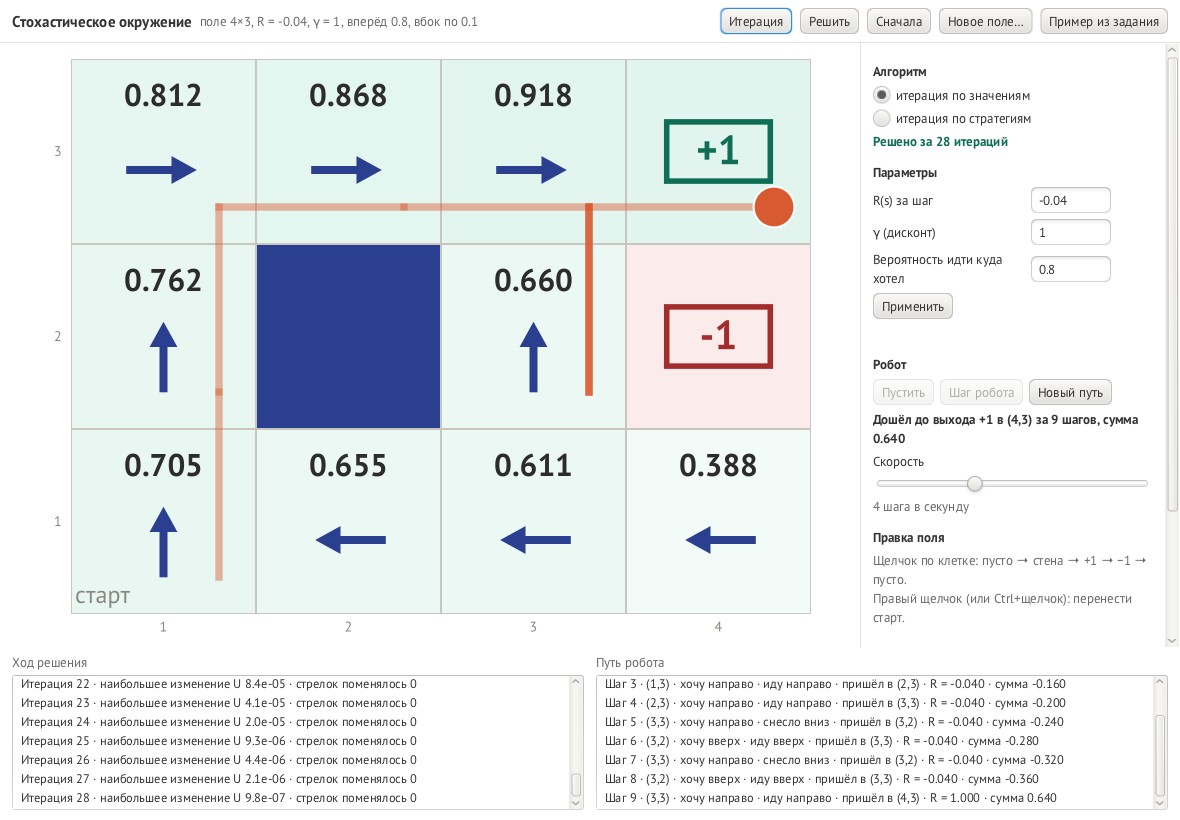 Стохастическое окружение поле 4×3, R = -0.04, γ = 1, вперёд 0.8, вбок по 0.1
Итерация Решить Сначала Новое поле... Пример из задания
0.812 0.868 0.918 +1
3
0.762 0.660 -1
2
0.705 0.655 0.611 0.388
1
старт
1 2 3 4
Алгоритм
итерация по значениям
итерация по стратегиям
Решено за 28 итераций
Параметры
R(s) за шаг -0.04
γ (дисконт) 1
Вероятность идти куда
хотел 0.8
Применить
Робот
Пустить Шаг робота Новый путь
Дошёл до выхода +1 в (4,3) за 9 шагов, сумма
0.640
Скорость
4 шага в секунду
Правка поля
Щелчок по клетке: пусто → стена → +1 → −1 →
пусто.
Правый щелчок (или Ctrl+щелчок): перенести
старт.
Ход решения
Итерация 22 · наибольшее изменение U 8.4e-05 · стрелок поменялось 0
Итерация 23 · наибольшее изменение U 4.1e-05 · стрелок поменялось 0
Итерация 24 · наибольшее изменение U 2.0e-05 · стрелок поменялось 0
Итерация 25 · наибольшее изменение U 9.3e-06 · стрелок поменялось 0
Итерация 26 · наибольшее изменение U 4.4e-06 · стрелок поменялось 0
Итерация 27 · наибольшее изменение U 2.1e-06 · стрелок поменялось 0
Итерация 28 · наибольшее изменение U 9.8e-07 · стрелок поменялось 0
Путь робота
Шаг 3 · (1,3) · хочу направо · иду направо · пришёл в (2,3) · R = -0.040 · сумма -0.160
Шаг 4 · (2,3) · хочу направо · иду направо · пришёл в (3,3) · R = -0.040 · сумма -0.200
Шаг 5 · (3,3) · хочу направо · снесло вниз · пришёл в (3,2) · R = -0.040 · сумма -0.240
Шаг 6 · (3,2) · хочу вверх · иду вверх · пришёл в (3,3) · R = -0.040 · сумма -0.280
Шаг 7 · (3,3) · хочу направо · снесло вниз · пришёл в (3,2) · R = -0.040 · сумма -0.320
Шаг 8 · (3,2) · хочу вверх · иду вверх · пришёл в (3,3) · R = -0.040 · сумма -0.360
Шаг 9 · (3,3) · хочу направо · иду направо · пришёл в (4,3) · R = 1.000 · сумма 0.640